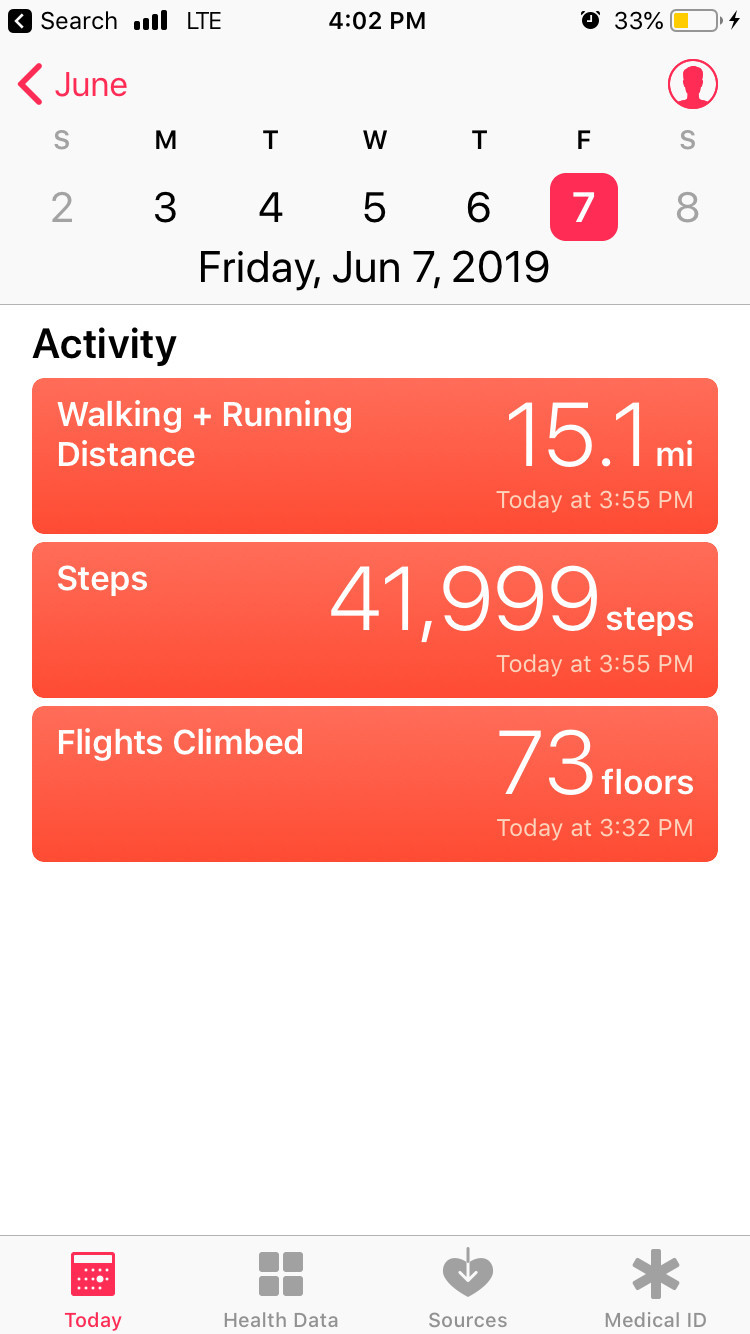 Search LTE 4:02 PM 33%
June
S M T W T F S
2 3 4 5 6 7 8
Friday, Jun 7, 2019
Activity
Walking + Running
Distance
15.1 mi
Today at 3:55 PM
Steps
41,999 steps
Today at 3:55 PM
Flights Climbed
73 floors
Today at 3:32 PM
Today Health Data Sources Medical ID